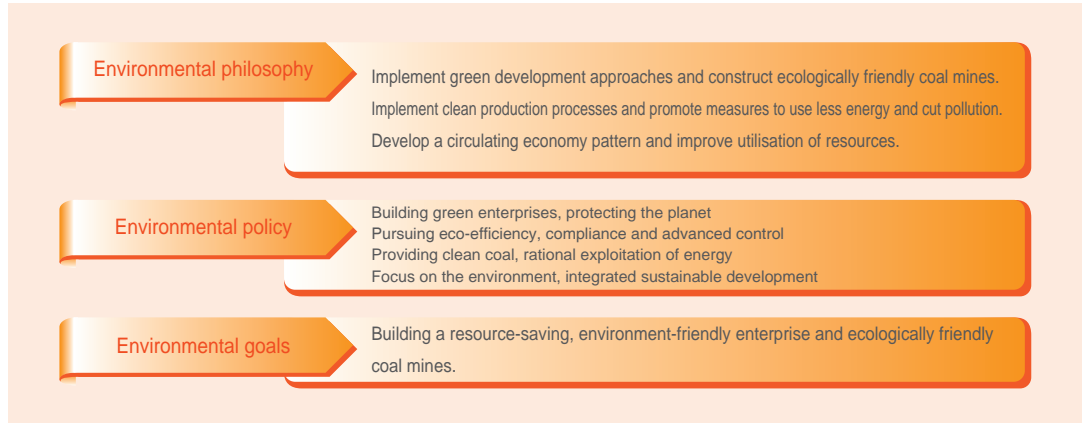 Environmental philosophy
Implement green development approaches and construct ecologically friendly coal mines.
Implement clean production processes and promote measures to use less energy and cut pollution.
Develop a circulating economy pattern and improve utilisation of resources.
Environmental policy
Building green enterprises, protecting the planet
Pursuing eco-efficiency, compliance and advanced control
Providing clean coal, rational exploitation of energy
Focus on the environment, integrated sustainable development
Environmental goals
Building a resource-saving, environment-friendly enterprise and ecologically friendly
coal mines.